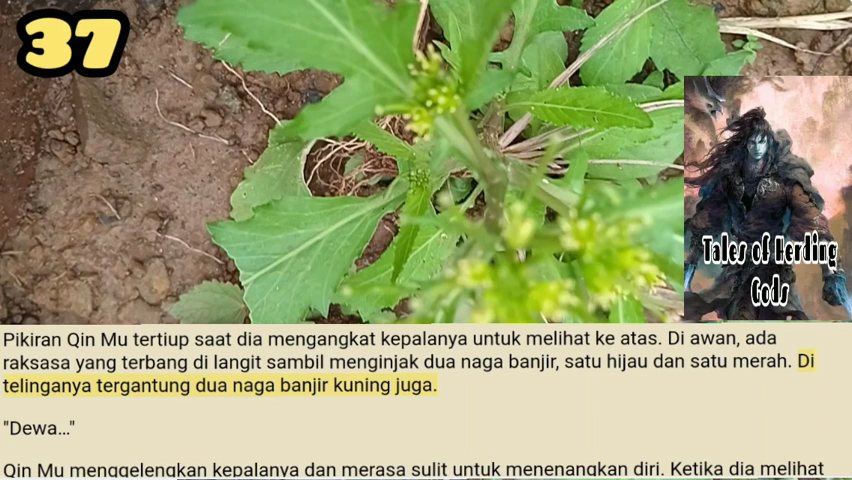 37
Tales of Herding
Gods
Pikiran Qin Mu tertiup saat dia mengangkat kepalanya untuk melihat ke atas. Di awan, ada
raksasa yang terbang di langit sambil menginjak dua naga banjir, satu hijau dan satu merah. Di
telinganya tergantung dua naga banjir kuning juga.
"Dewa..."
Qin Mu menggelengkan kepalanya dan merasa sulit untuk menenangkan diri. Ketika dia melihat